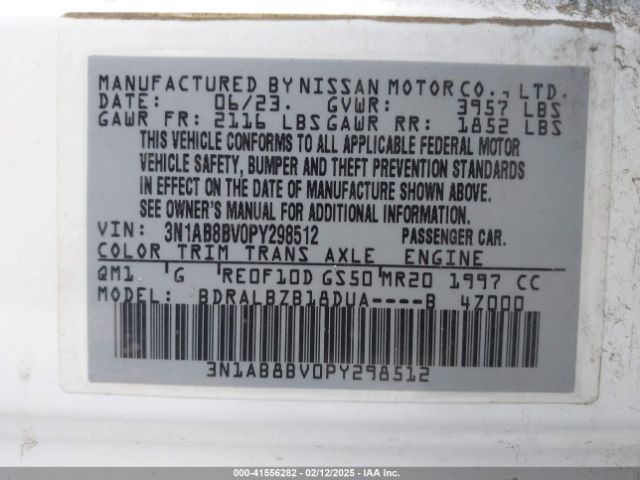 MANUFACTURED BY NISSAN MOTOR CO., LTD.
DATE: 06/23. GVWR: 3957 LBS
GAWR FR: 2116 LBS GAWR RR: 1852 LBS
THIS VEHICLE CONFORMS TO ALL APPLICABLE FEDERAL MOTOR
VEHICLE SAFETY, BUMPER AND THEFT PREVENTION STANDARDS
IN EFFECT ON THE DATE OF MANUFACTURE SHOWN ABOVE.
SEE OWNER'S MANUAL FOR ADDITIONAL INFORMATION.
VIN: 3N1AB8BV0PY298512 PASSENGER CAR.
COLOR TRIM TRANS AXLE ENGINE
QM1 G RE0F10D GS50 MR20 1997 CC
MODEL: BDRALBZB18DUA----B 4Z000
3N1AB8BV0PY298512
000-41556282 - 02/12/2025 - IAAI.COM